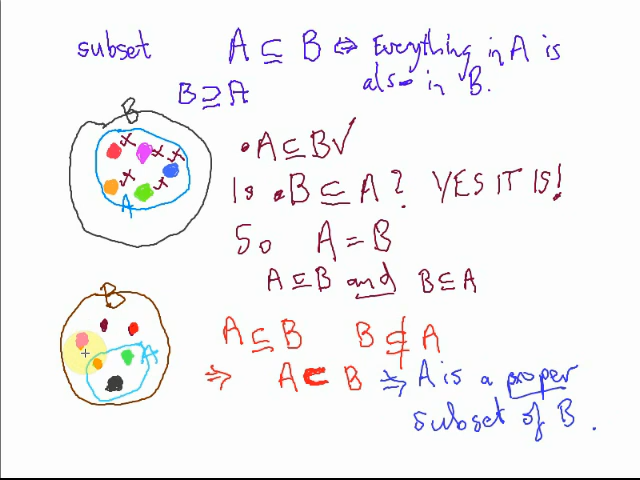 subset A ⊆ B ⇔ Everything in A is
also in B.
B ⊇ A
B
A
• A ⊆ B ✓
Is • B ⊆ A? YES IT IS!
So A = B
A ⊆ B and B ⊆ A
B
A
A ⊆ B B ⊄ A
⇒ A ⊂ B ⇒ A is a proper
subset of B.